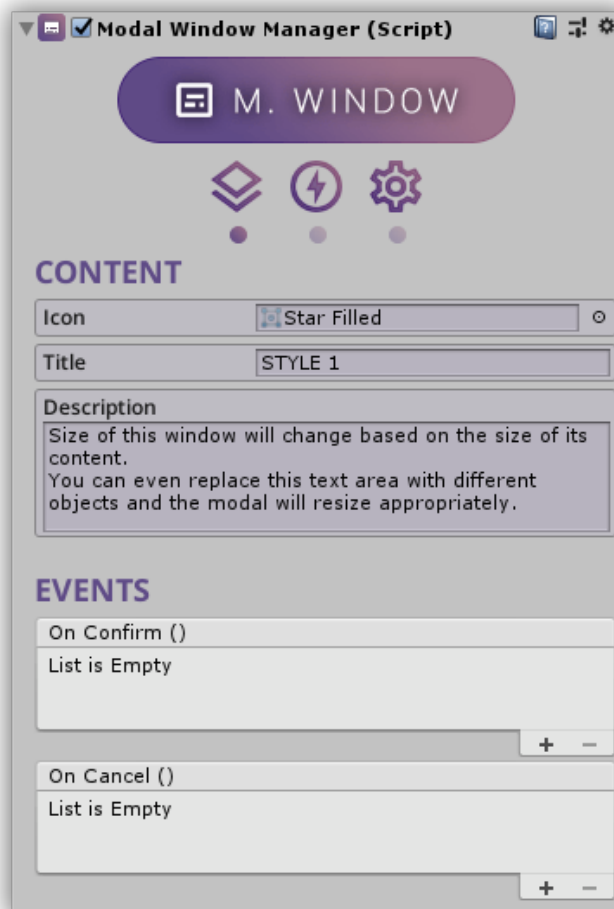 Modal Window Manager (Script)
M. WINDOW
CONTENT
Icon Star Filled
Title STYLE 1
Description
Size of this window will change based on the size of its
content.
You can even replace this text area with different
objects and the modal will resize appropriately.
EVENTS
On Confirm ()
List is Empty
+ −
On Cancel ()
List is Empty
+ −